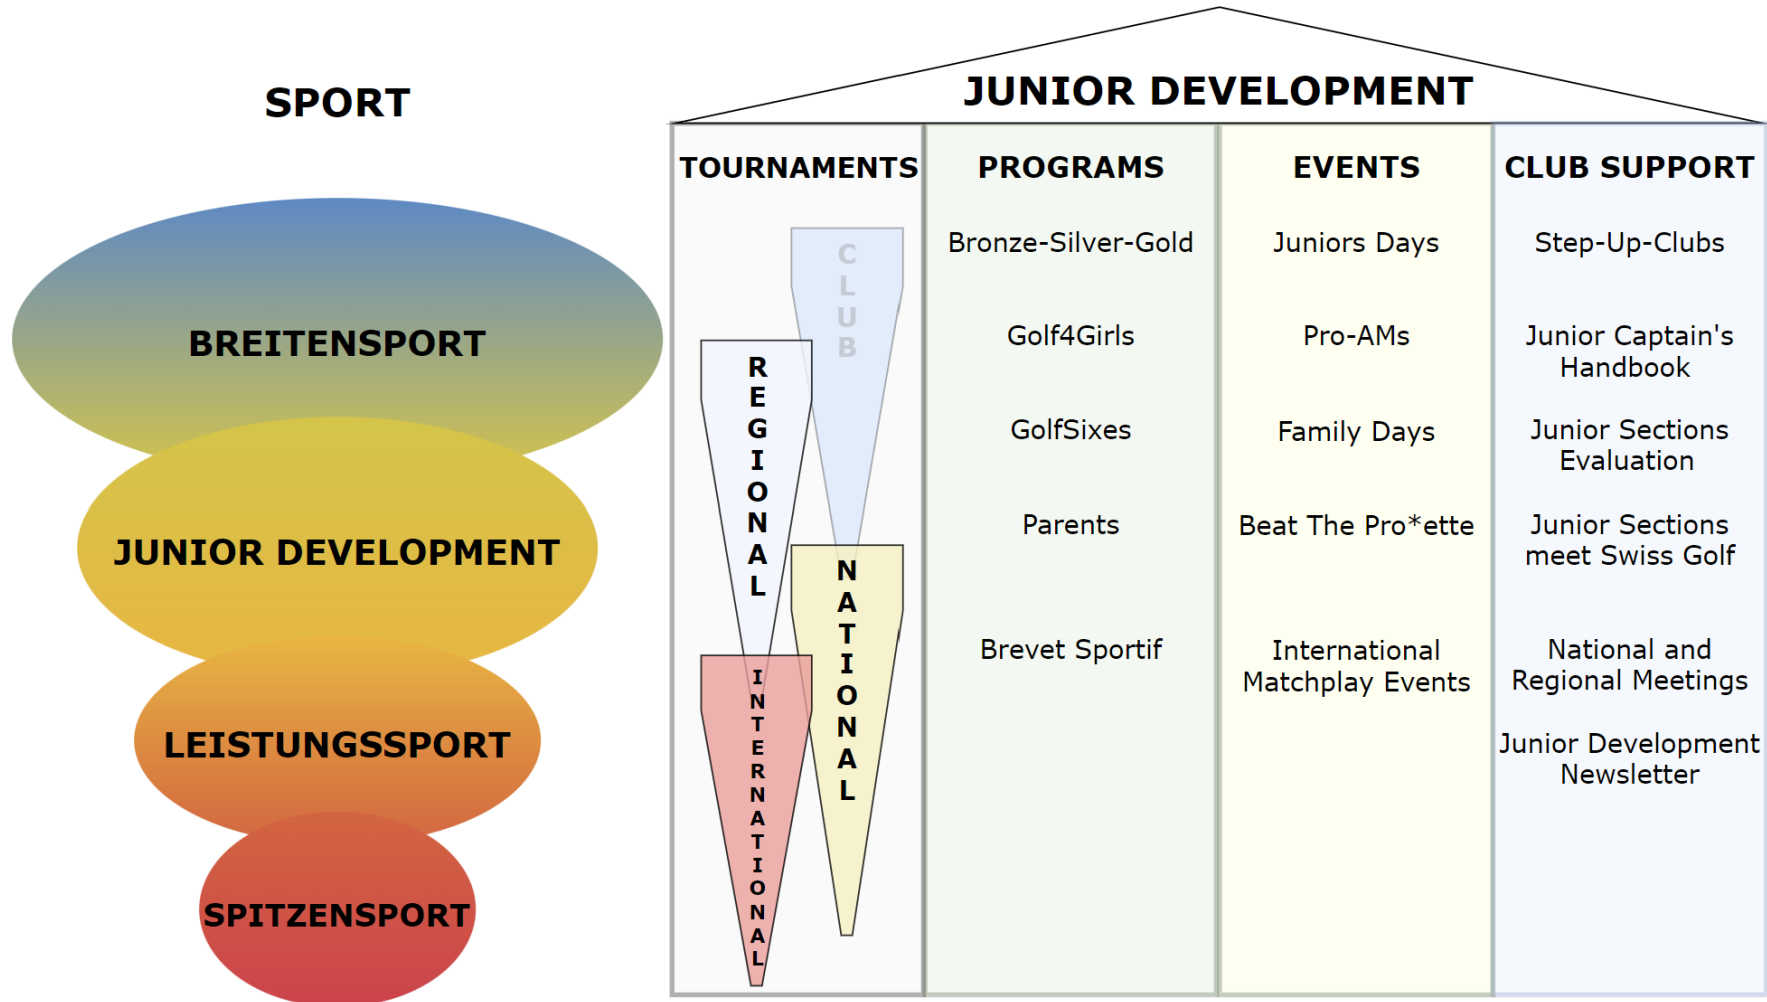 SPORT
BREITENSPORT
JUNIOR DEVELOPMENT
LEISTUNGSSPORT
SPITZENSPORT
JUNIOR DEVELOPMENT
TOURNAMENTS
CLUB
REGIONAL
NATIONAL
INTERNATIONAL
PROGRAMS
Bronze-Silver-Gold
Golf4Girls
GolfSixes
Parents
Brevet Sportif
EVENTS
Juniors Days
Pro-AMs
Family Days
Beat The Pro*ette
International
Matchplay Events
CLUB SUPPORT
Step-Up-Clubs
Junior Captain's
Handbook
Junior Sections
Evaluation
Junior Sections
meet Swiss Golf
National and
Regional Meetings
Junior Development
Newsletter